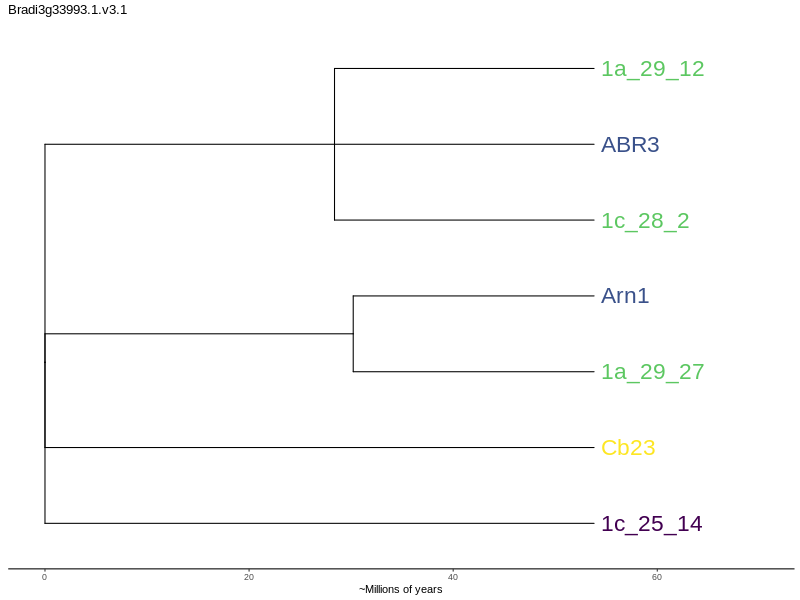 Bradi3g33993.1.v3.1
1a_29_12
ABR3
1c_28_2
Arn1
1a_29_27
Cb23
1c_25_14
0 20 40 60
~Millions of years